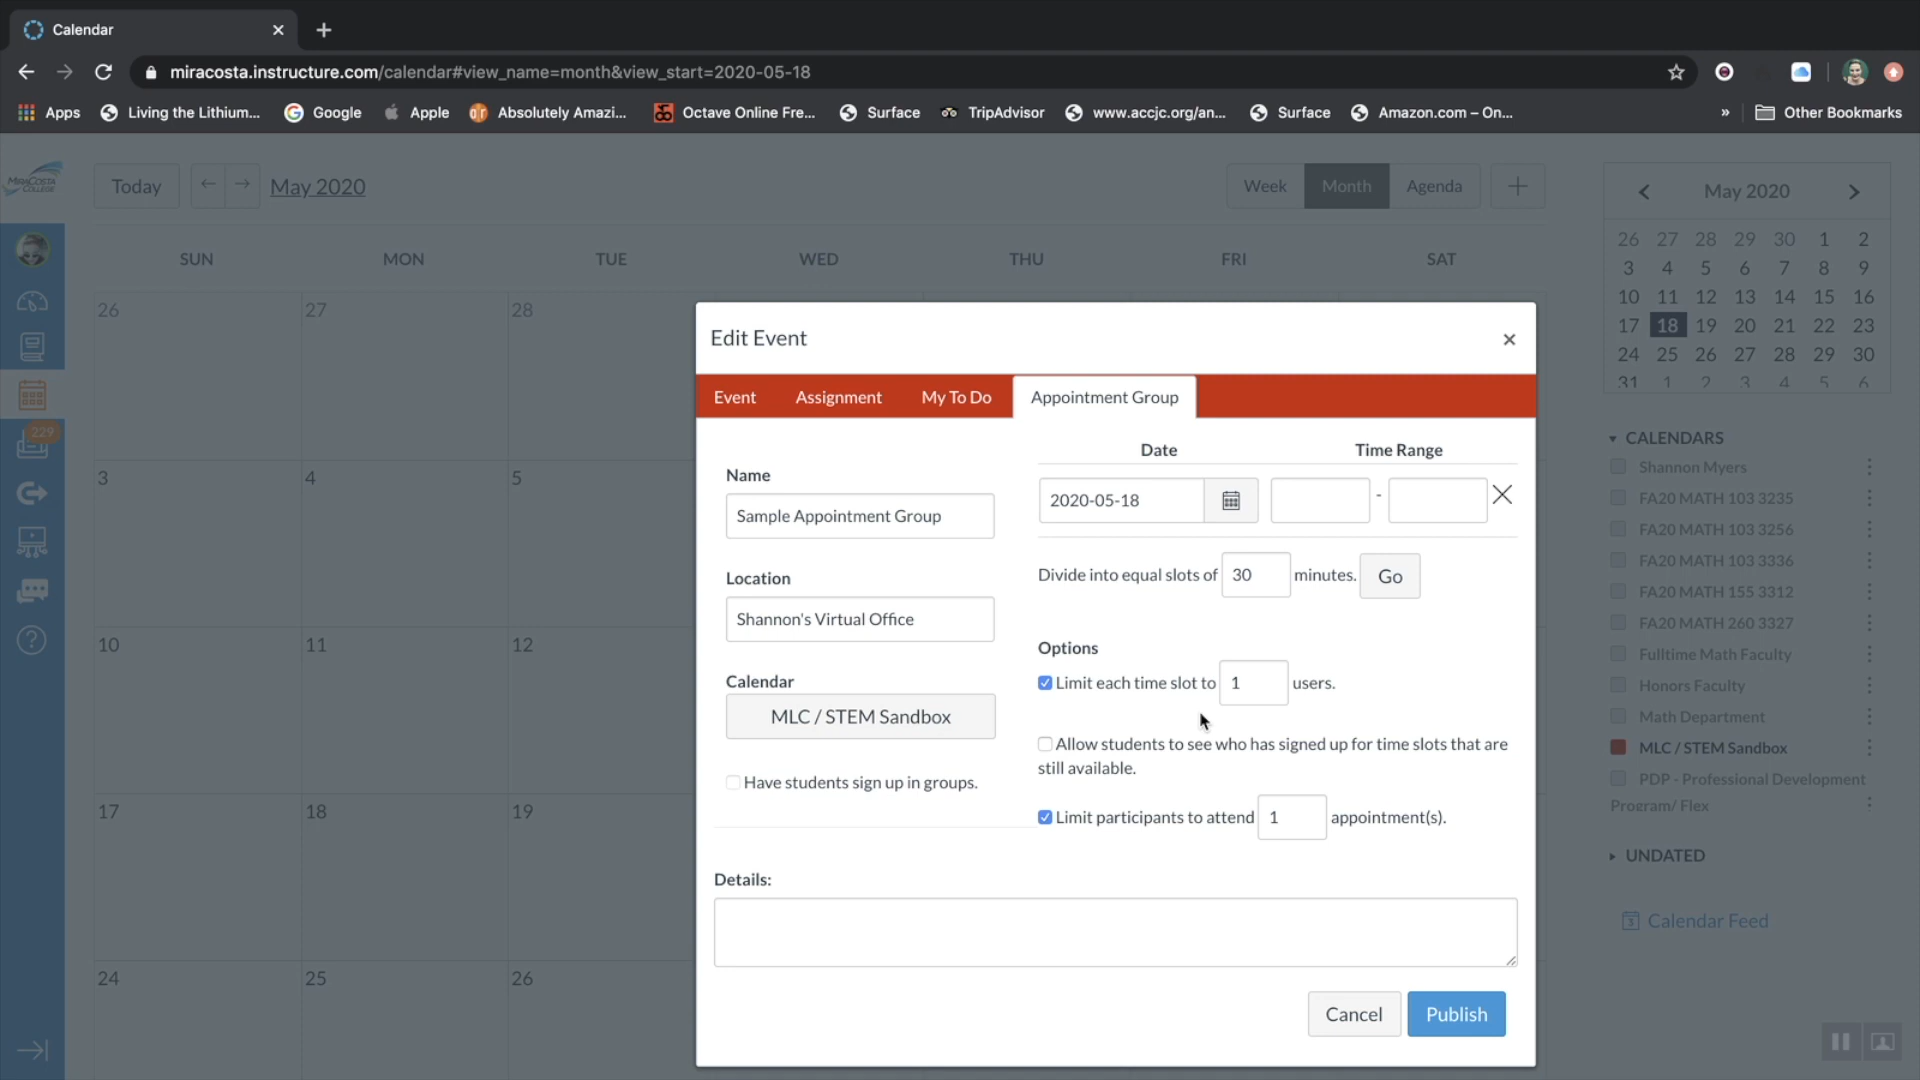 Calendar
miracosta.instructure.com/calendar#view_name=month&view_start=2020-05-18
Apps
Living the Lithium...
Google
Apple
Absolutely Amazi...
Octave Online Fre...
Surface
TripAdvisor
www.accjc.org/an...
Surface
Amazon.com – On...
»
Other Bookmarks
MIRACOSTA COLLEGE
Today
May 2020
Week
Month
Agenda
May 2020
SUN MON TUE WED THU FRI SAT
26 27 28 29 30 1 2
3 4 5 6 7 8 9
10 11 12 13 14 15 16
17 18 19 20 21 22 23
24 25 26 27 28 29 30
31 1 2 3 4 5 6
26 27 28
3 4 5
10 11 12
17 18 19
24 25 26
229
Edit Event
Event
Assignment
My To Do
Appointment Group
Name
Sample Appointment Group
Location
Shannon's Virtual Office
Calendar
MLC / STEM Sandbox
Have students sign up in groups.
Date Time Range
2020-05-18 -
Divide into equal slots of 30 minutes. Go
Options
Limit each time slot to 1 users.
Allow students to see who has signed up for time slots that are
still available.
Limit participants to attend 1 appointment(s).
Details:
Cancel
Publish
CALENDARS
Shannon Myers
FA20 MATH 103 3235
FA20 MATH 103 3256
FA20 MATH 103 3336
FA20 MATH 155 3312
FA20 MATH 260 3327
Fulltime Math Faculty
Honors Faculty
Math Department
MLC / STEM Sandbox
PDP - Professional Development
Program/ Flex
UNDATED
Calendar Feed